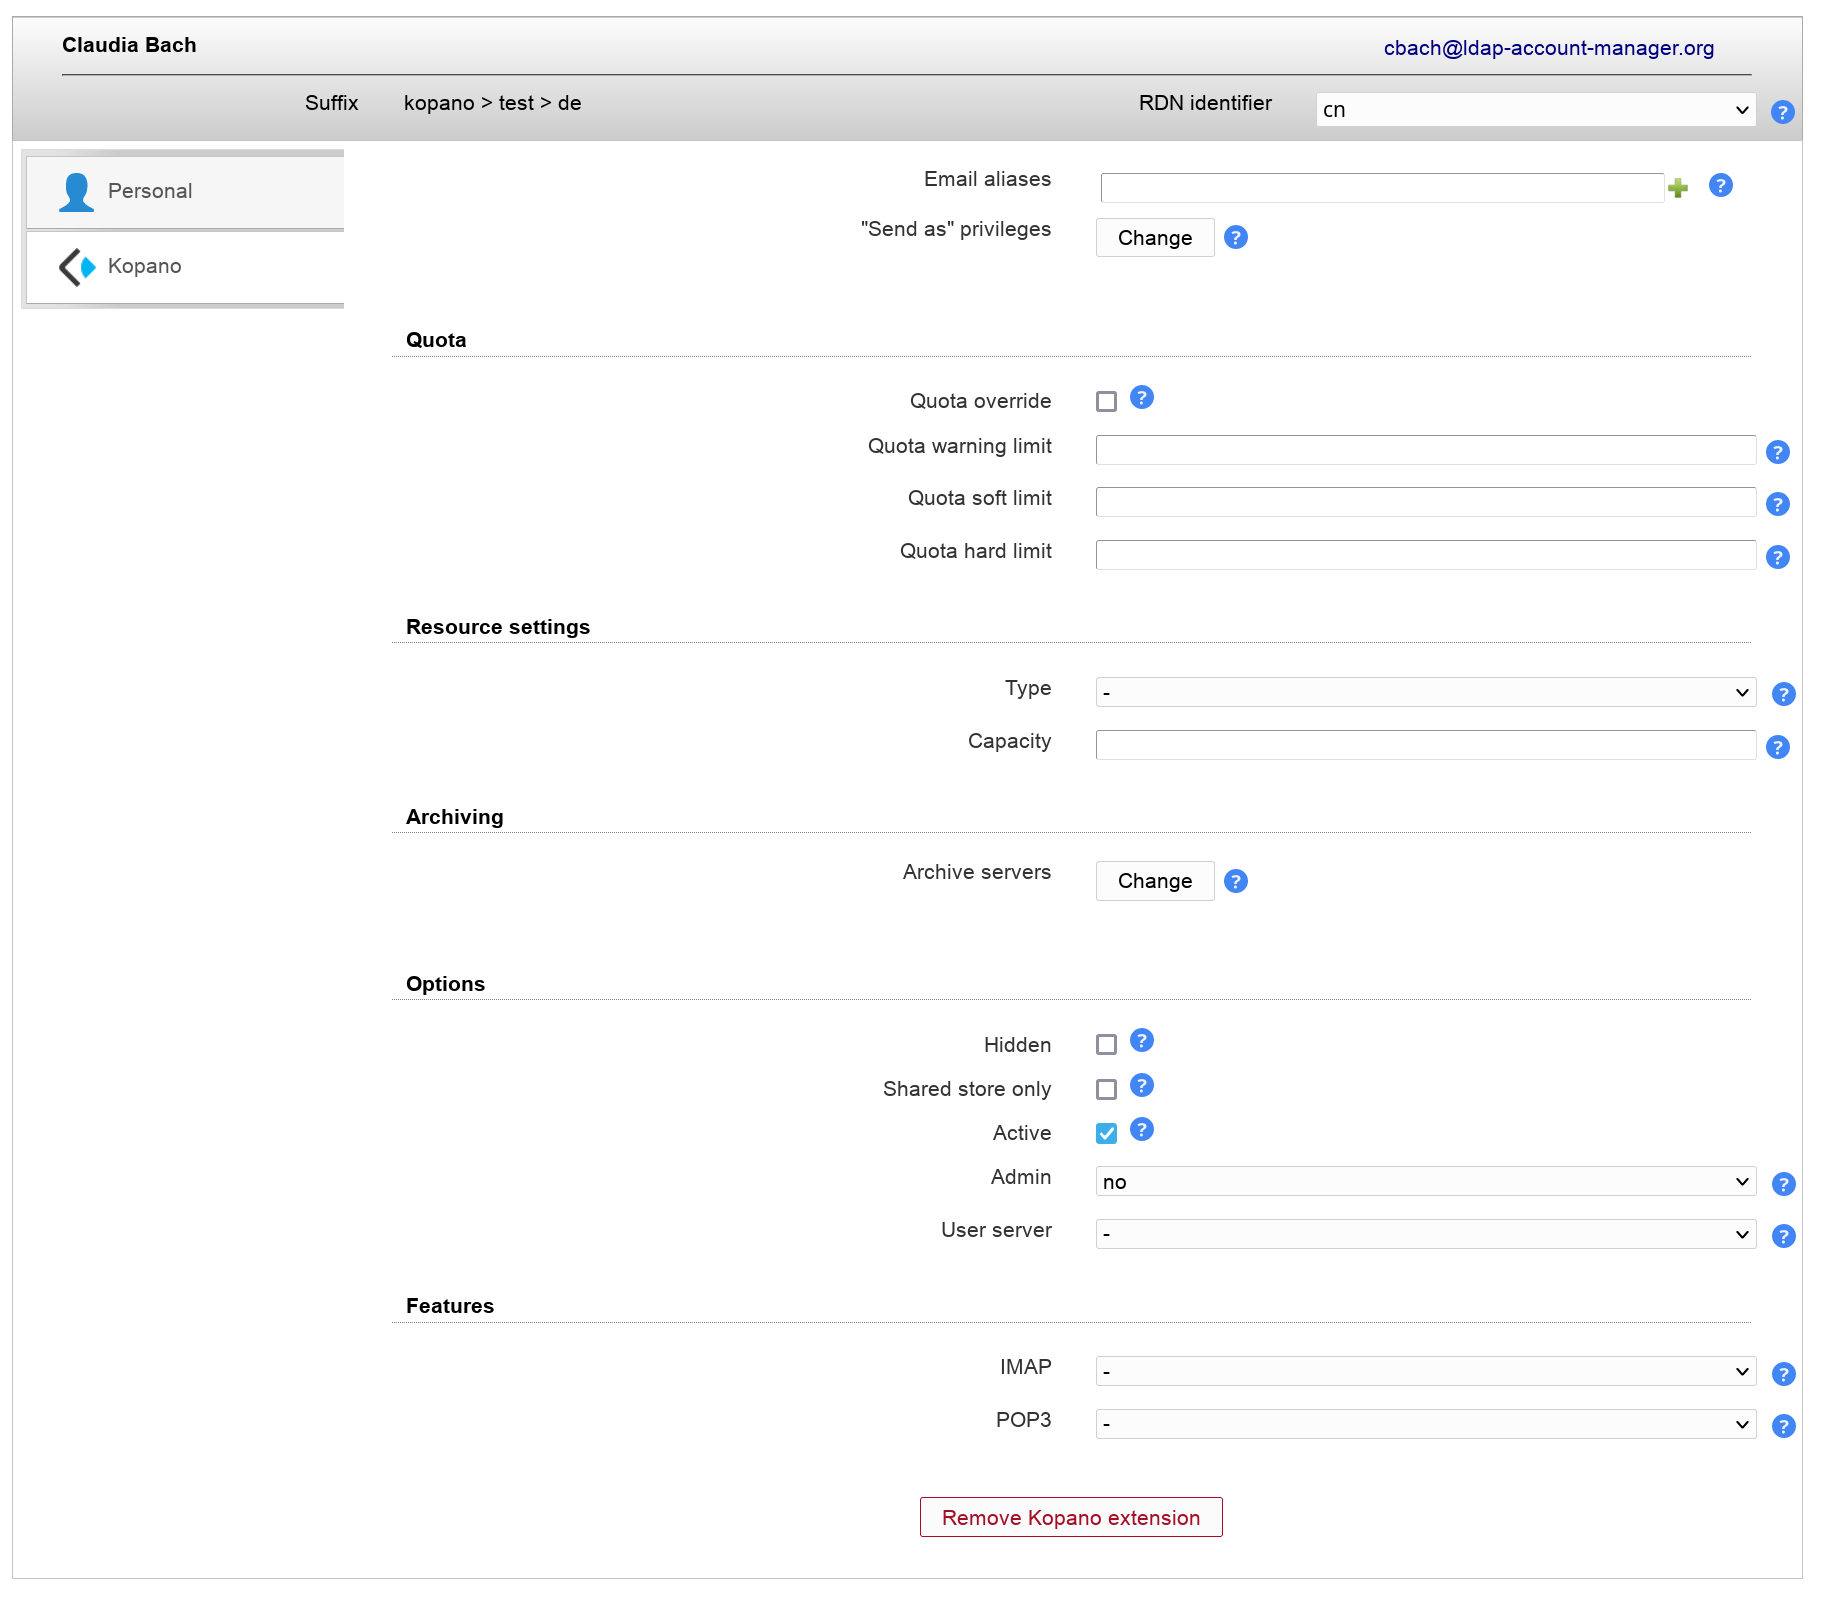 Claudia Bach
cbach@ldap-account-manager.org
Suffix kopano > test > de RDN identifier cn ?
Personal
Kopano
Email aliases ?
"Send as" privileges Change ?
Quota
Quota override ?
Quota warning limit ?
Quota soft limit ?
Quota hard limit ?
Resource settings
Type - ?
Capacity ?
Archiving
Archive servers Change ?
Options
Hidden ?
Shared store only ?
Active ?
Admin no ?
User server - ?
Features
IMAP - ?
POP3 - ?
Remove Kopano extension